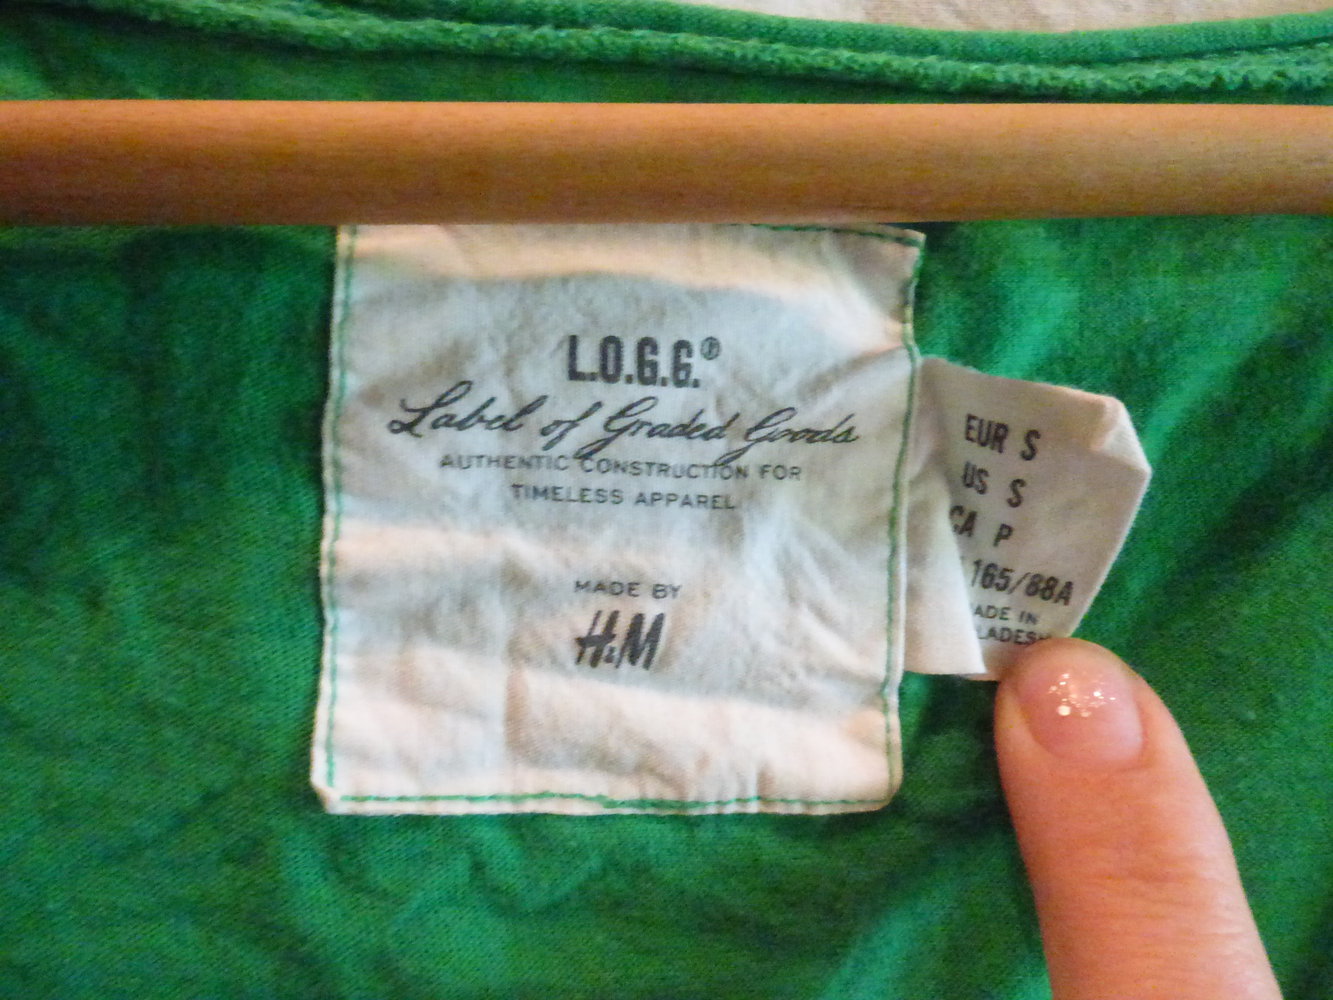 L.O.G.G.®
Label of Graded Goods
AUTHENTIC CONSTRUCTION FOR
TIMELESS APPAREL
MADE BY
H&M
EUR S
US S
CA P
165/88A
ADE IN
LADESH